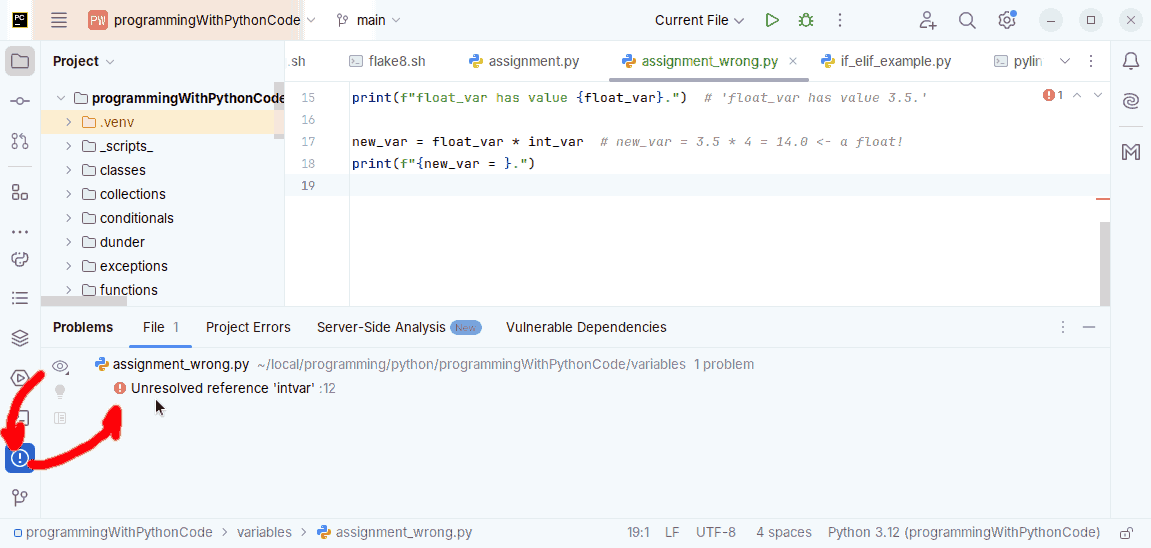 PC PW programmingWithPythonCode main Current File
Project .sh flake8.sh assignment.py assignment_wrong.py if_elif_example.py pylin
programmingWithPythonCode
.venv
_scripts_
classes
collections
conditionals
dunder
exceptions
functions
15 print(f"float_var has value {float_var}.")  # 'float_var has value 3.5.' 1
16
17 new_var = float_var * int_var  # new_var = 3.5 * 4 = 14.0 <- a float!
18 print(f"{new_var = }.")
19
Problems File 1 Project Errors Server-Side Analysis New Vulnerable Dependencies
assignment_wrong.py ~/local/programming/python/programmingWithPythonCode/variables 1 problem
Unresolved reference 'intvar' :12
programmingWithPythonCode > variables > assignment_wrong.py 19:1 LF UTF-8 4 spaces Python 3.12 (programmingWithPythonCode)